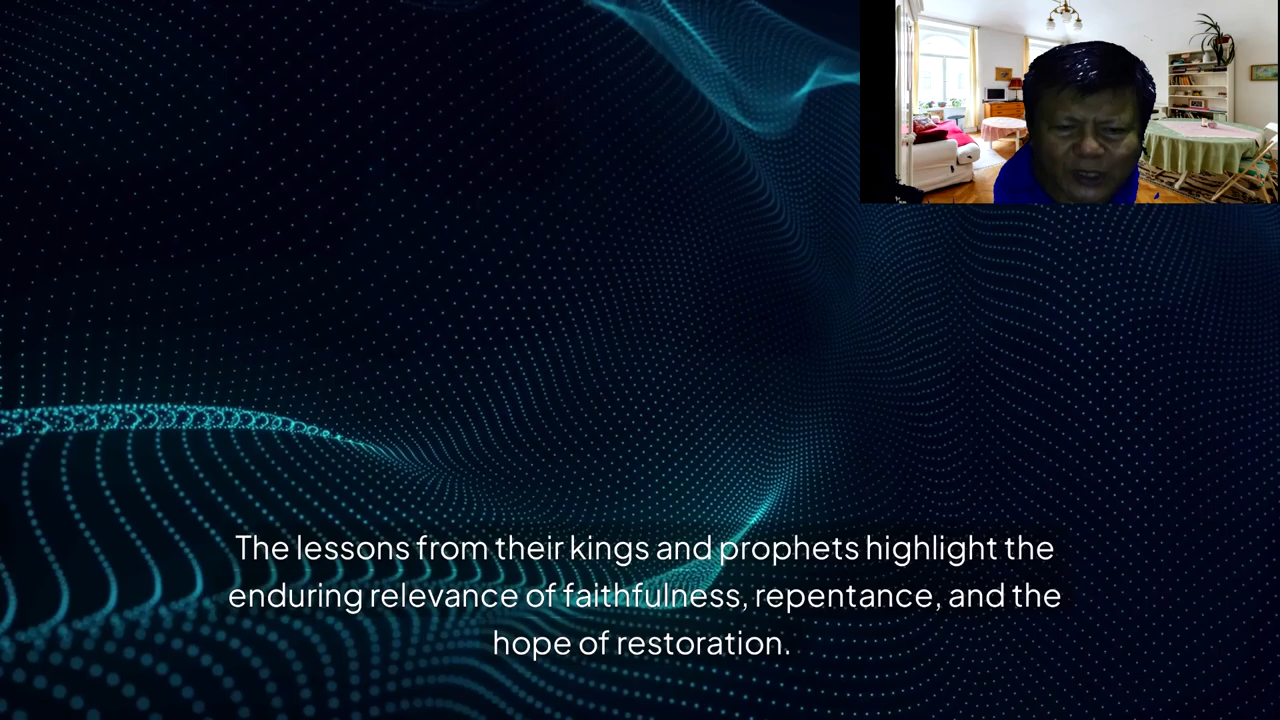 The lessons from their kings and prophets highlight the
enduring relevance of faithfulness, repentance, and the
hope of restoration.